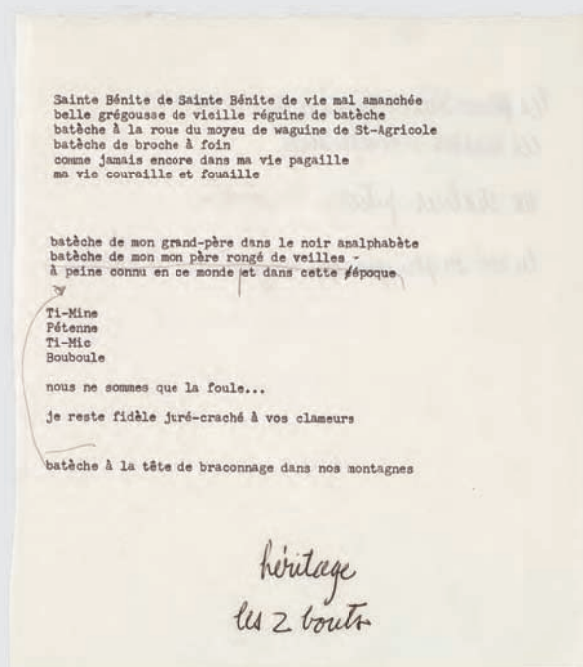 Sainte Bénite de Sainte Bénite de vie mal amanchée
belle grégousse de vieille réguine de batèche
batèche à la roue du moyeu de waguine de St-Agricole
batèche de broche à foin
comme jamais encore dans ma vie pagaille
ma vie couraille et fouaille
batèche de mon grand-père dans le noir analphabète
batèche de mon mon père rongé de veilles -
à peine connu en ce monde et dans cette époque
Ti-Mine
Pétenne
Ti-Mic
Bouboule
nous ne sommes que la foule...
je reste fidèle juré-craché à vos clameurs
batèche à la tête de braconnage dans nos montagnes
héritage
les 2 bouts